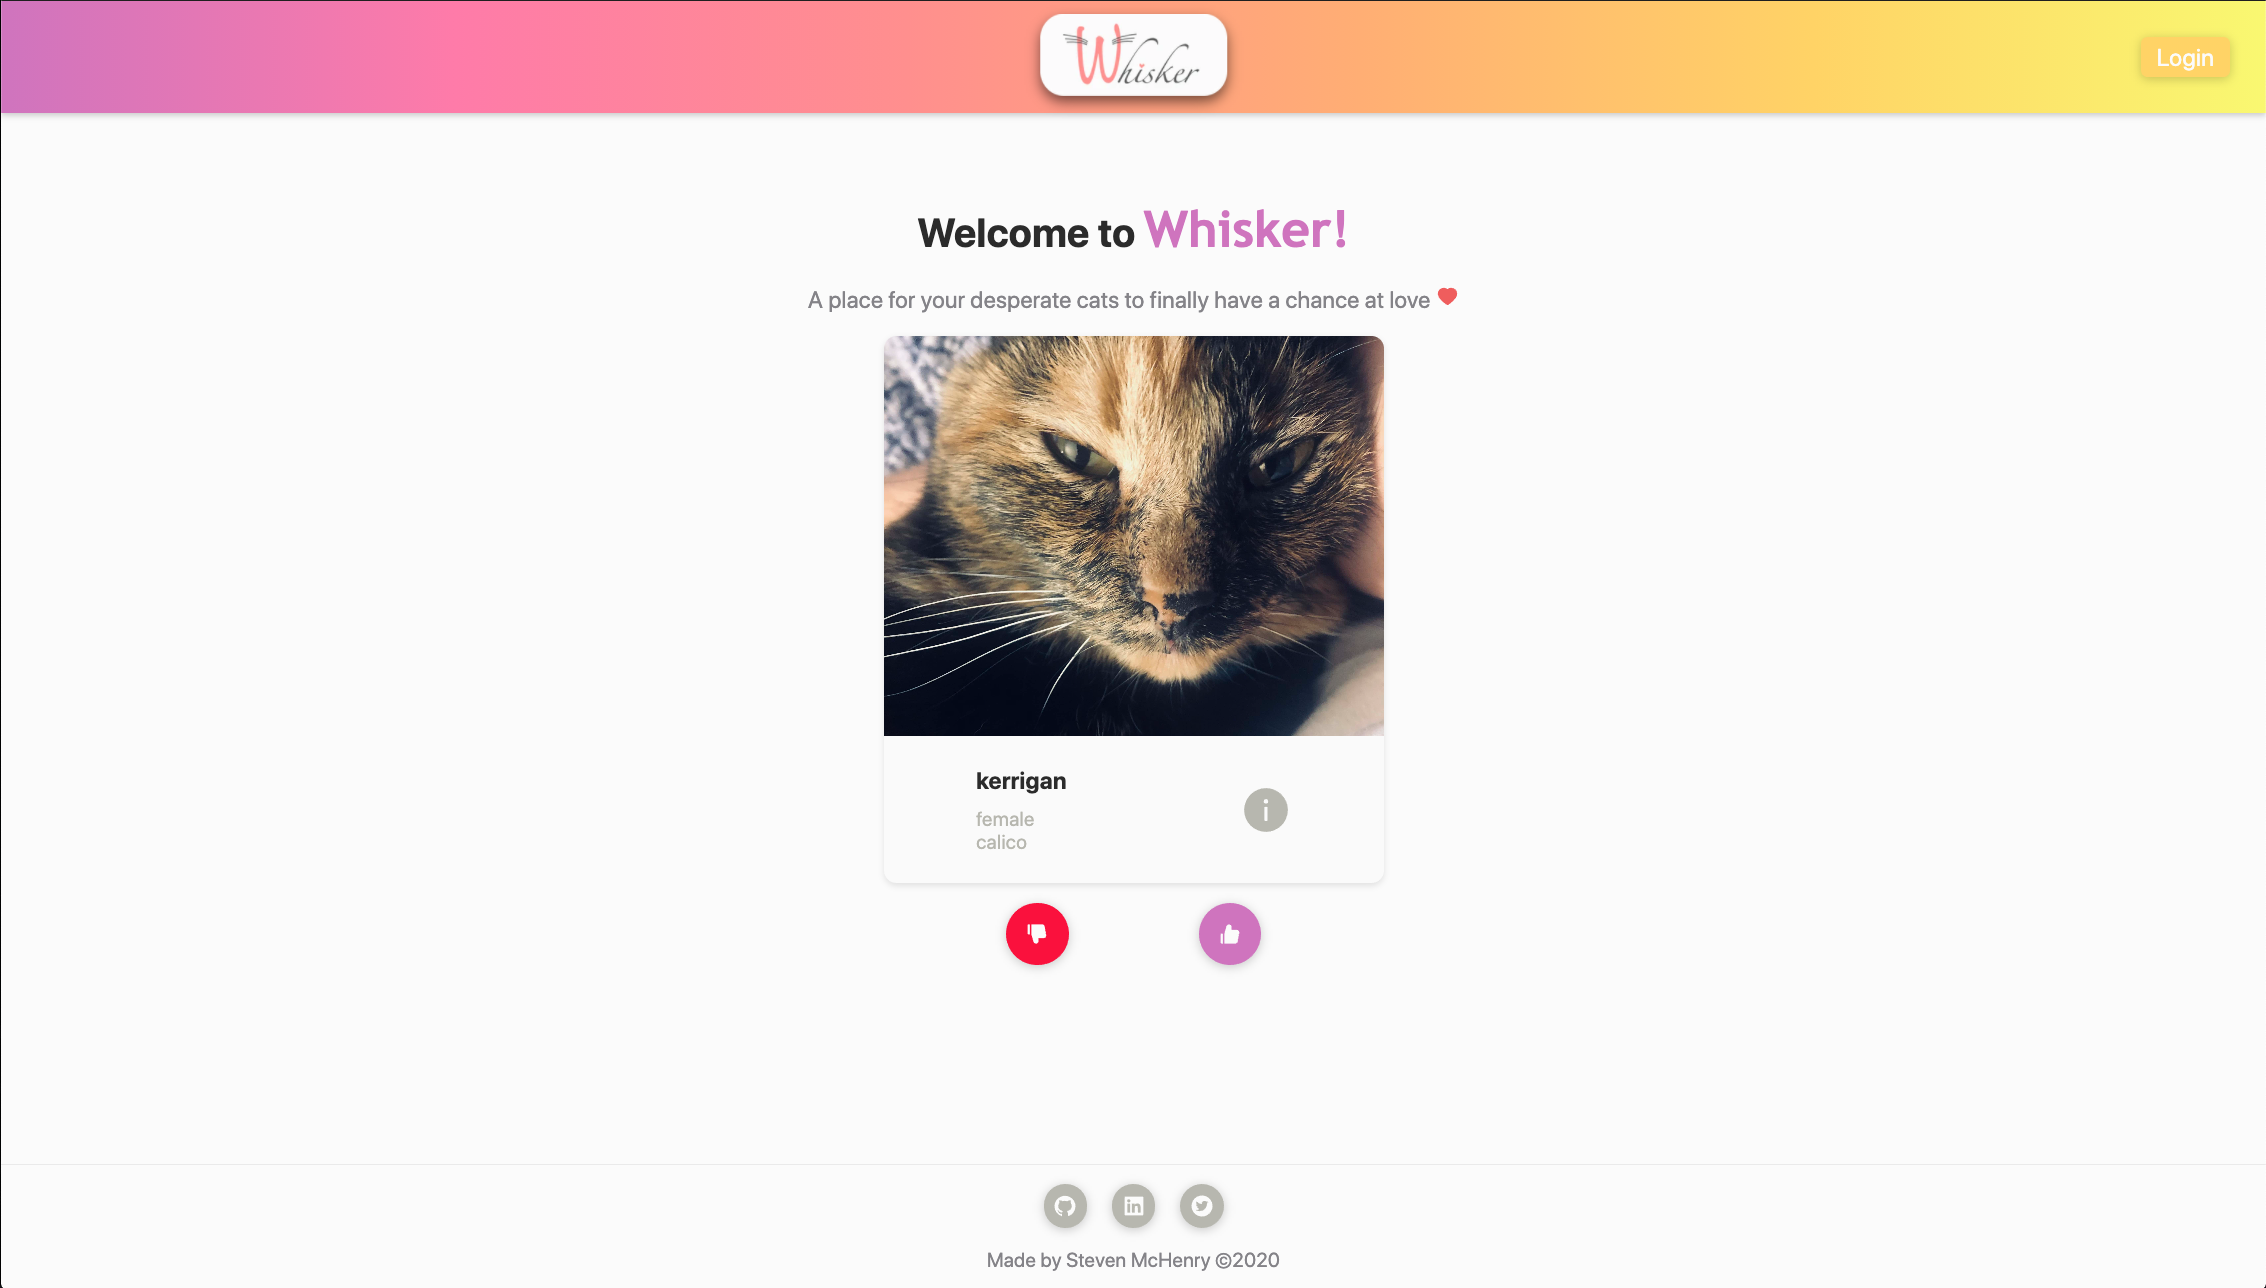 Whisker
Login
Welcome to Whisker!
A place for your desperate cats to finally have a chance at love
kerrigan
female
calico
Made by Steven McHenry ©2020